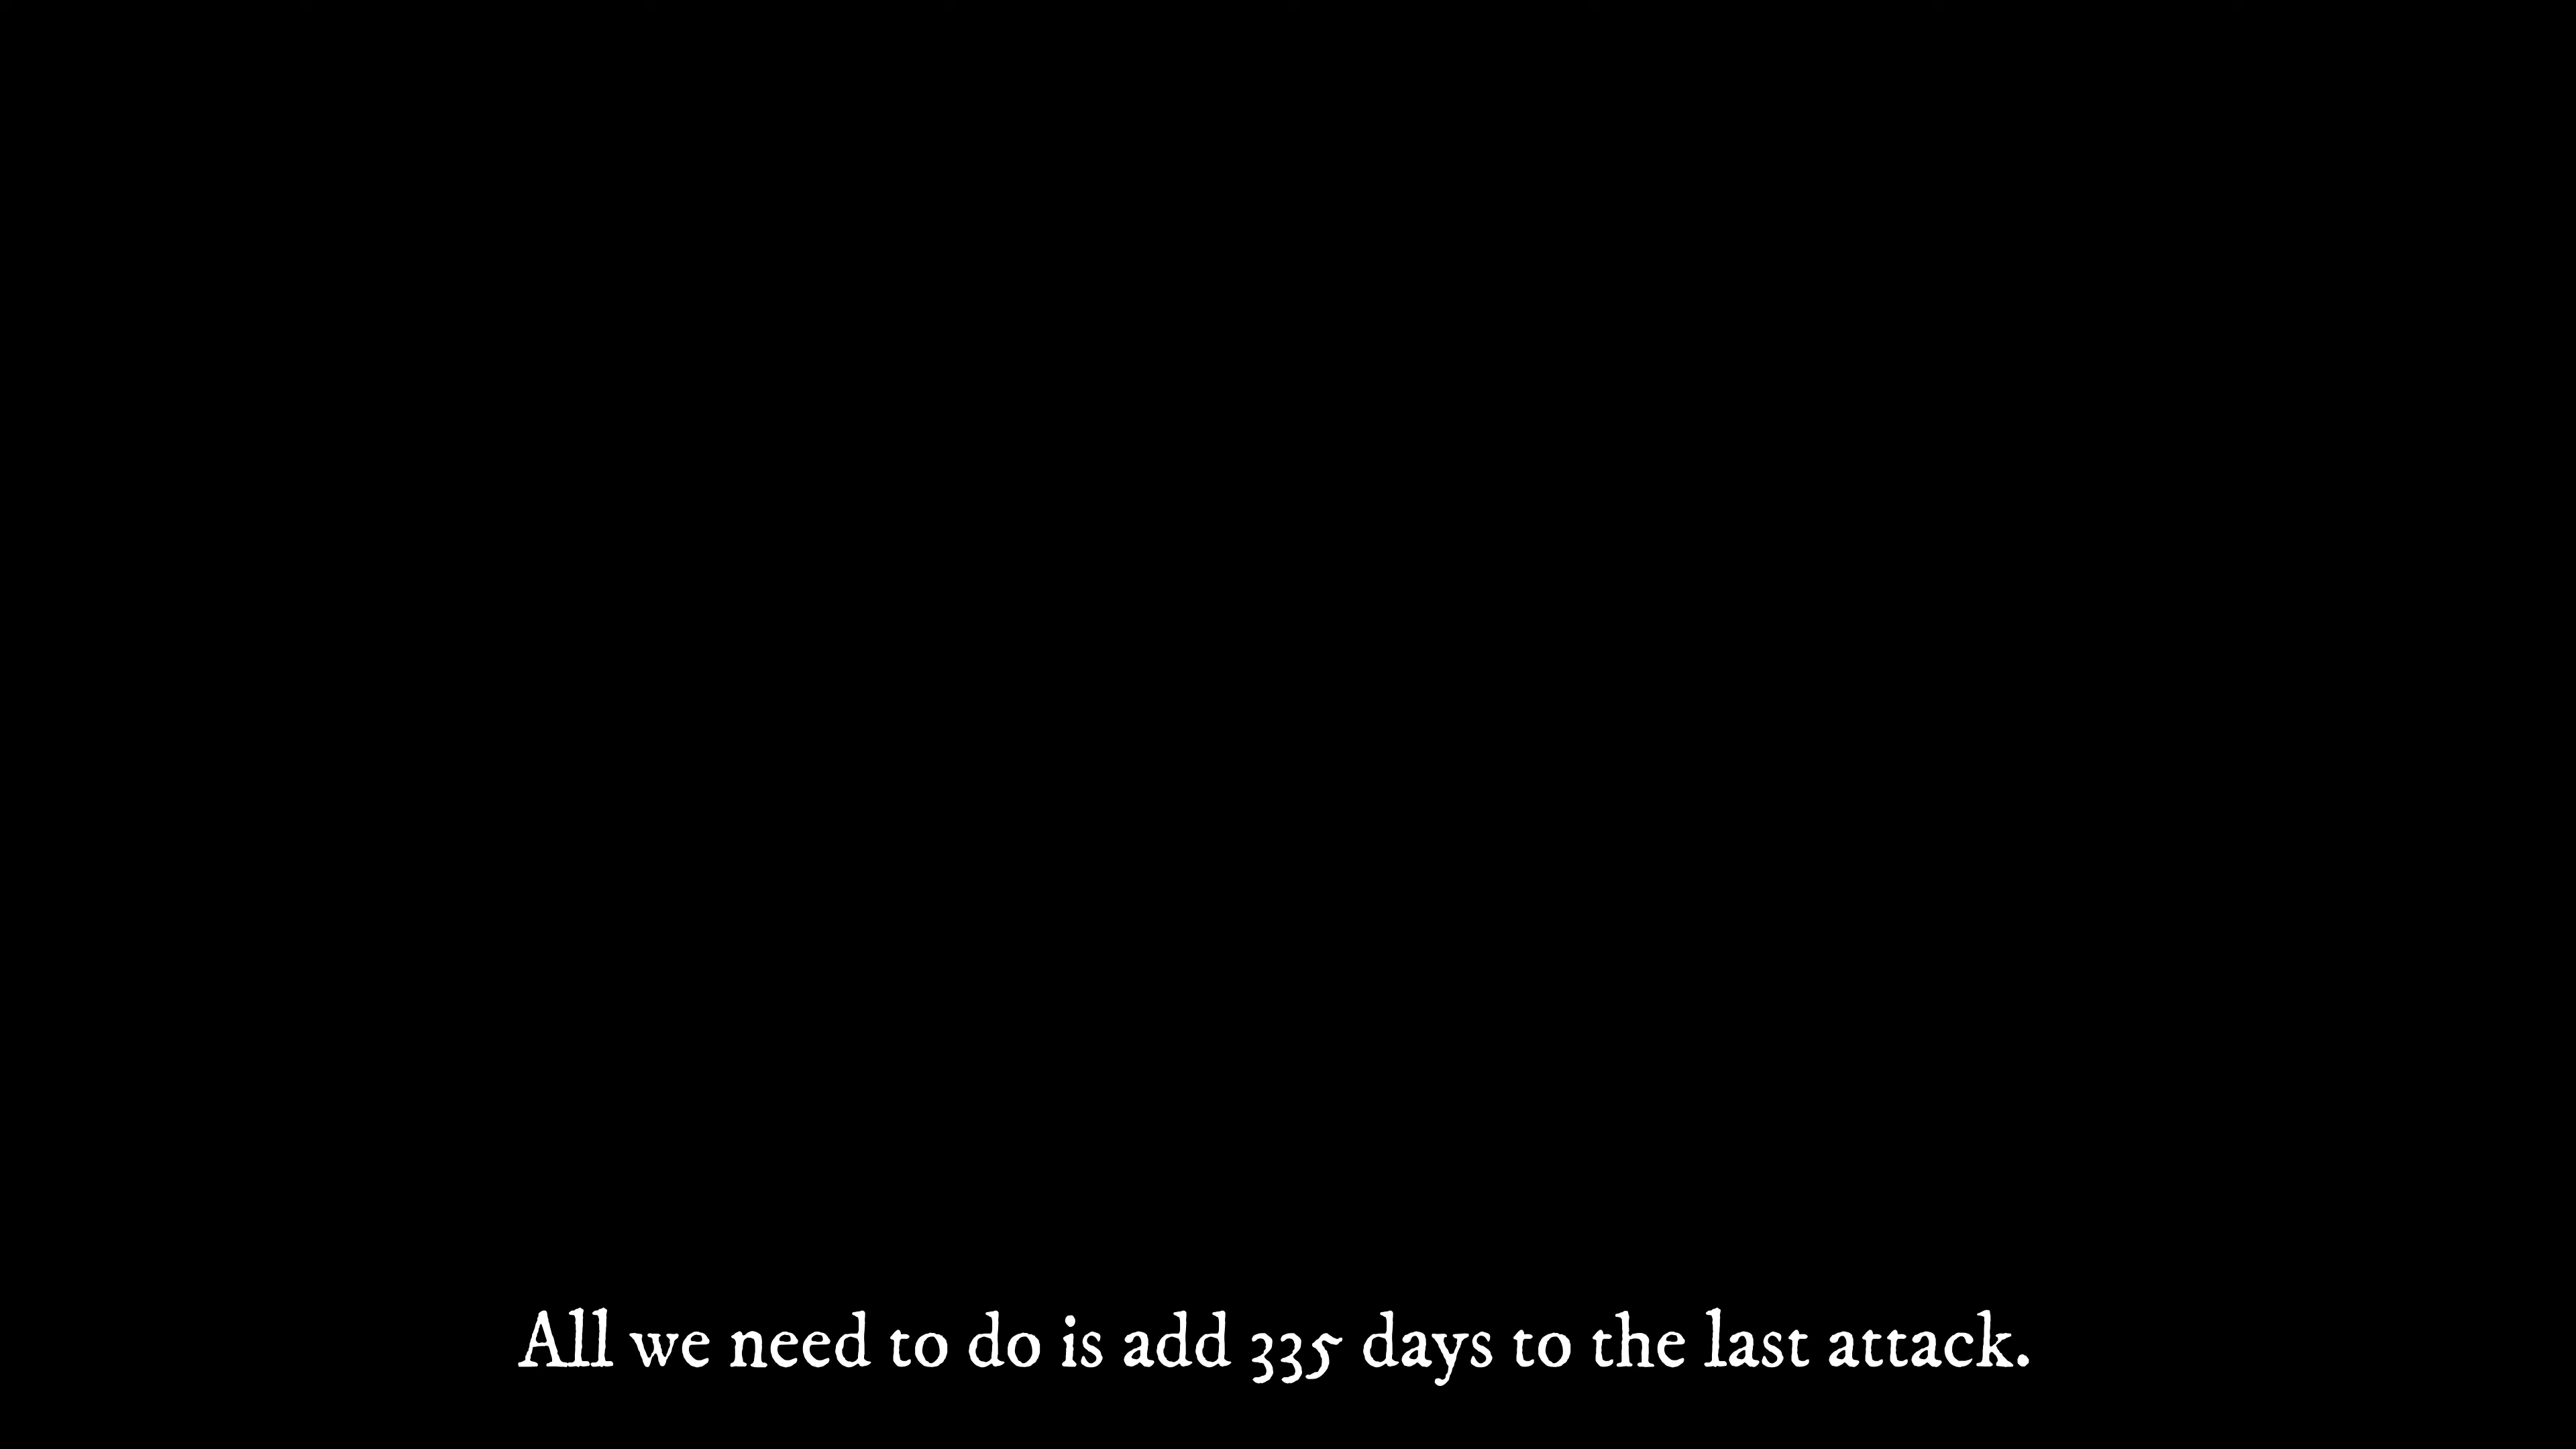 All we need to do is add 335 days to the last attack.